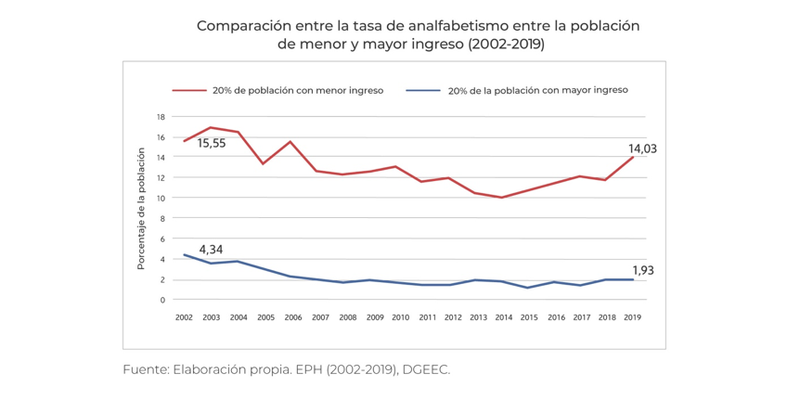 Comparación entre la tasa de analfabetismo entre la población
de menor y mayor ingreso (2002-2019)
20% de población con menor ingreso
20% de la población con mayor ingreso
Porcentaje de la población
18
16
14
12
10
8
6
4
2
0
15,55
14,03
4,34
1,93
2002 2003 2004 2005 2006 2007 2008 2009 2010 2011 2012 2013 2014 2015 2016 2017 2018 2019
Fuente: Elaboración propia. EPH (2002-2019), DGEEC.